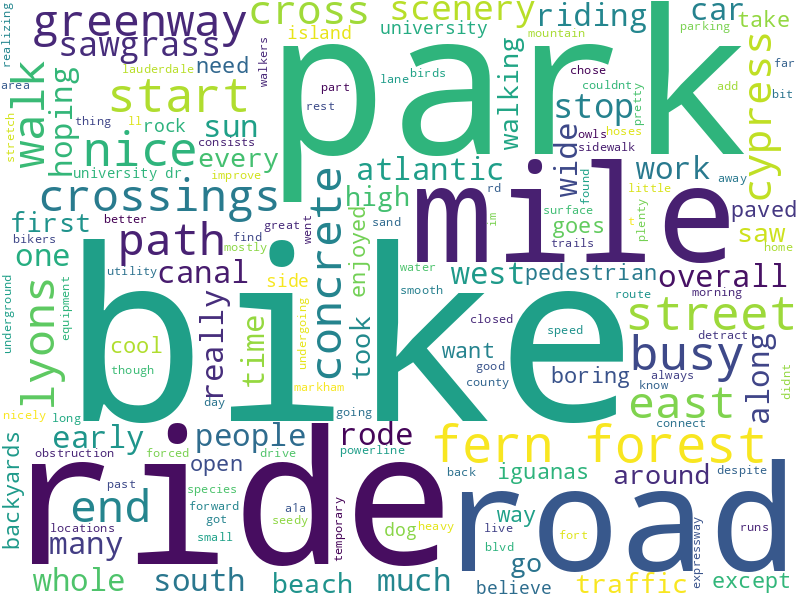 realizing
greenway
cross
scenery
riding
car
take
sawgrass
island
university
mountain
parking
area
lauderdale
need
walkers
park
lane
birds
walking
chose
couldnt
pretty
add
far
bit
walk
hoping
start
part
rest
stop
owls
hoses
sidewalk
cypress
stretch
thing
ll
rock
sun
consists
nice
every
university dr
improve
atlantic
wide
work
little
away
crossings
concrete
high
mile
found
surface
plenty
paved
first
better
great
went
sand
enjoyed
rd
im
goes
trails
r
saw
home
bikers
path
mostly
find
one
canal
utility
side
water
west
pedestrian
overall
underground
equipment
lyons
really
time
undergoing
took
smooth
route
morning
street
closed
speed
detract
cool
want
busy
along
though
good
county
boring
always
know
didnt
markham
bike
day
nicely
long
going
east
connect
backyards
early
people
rode
fern forest
obstruction
forced
drive
powerline
back
iguanas
around
despite
open
past
species
end
forward
a1a
ride
way
road
locations
got
seedy
temporary
dog
heavy
live
fort
runs
many
small
blvd
expressway
go
whole
south
beach
much
believe
traffic
except